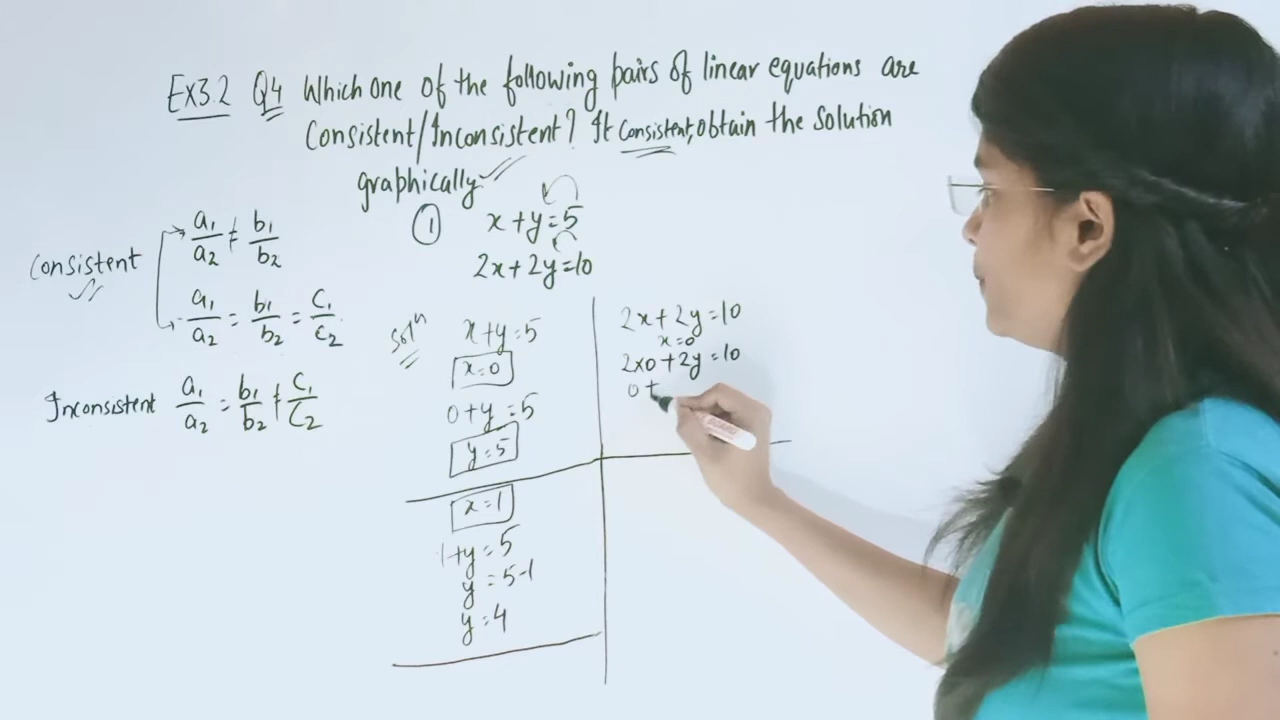 Ex3.2 Q4 Which one of the following pairs of linear equations are
Consistent/Inconsistent? If consistent, obtain the solution
graphically
① x+y=5
2x+2y=10
Consistent a₁/a₂ ≠ b₁/b₂
a₁/a₂ = b₁/b₂ = C₁/C₂
Inconsistent a₁/a₂ = b₁/b₂ ≠ C₁/C₂
Solⁿ x+y=5
x=0
0+y=5
y=5
x=1
1+y=5
y=5-1
y=4
2x+2y=10
x=0
2x0+2y=10
0+